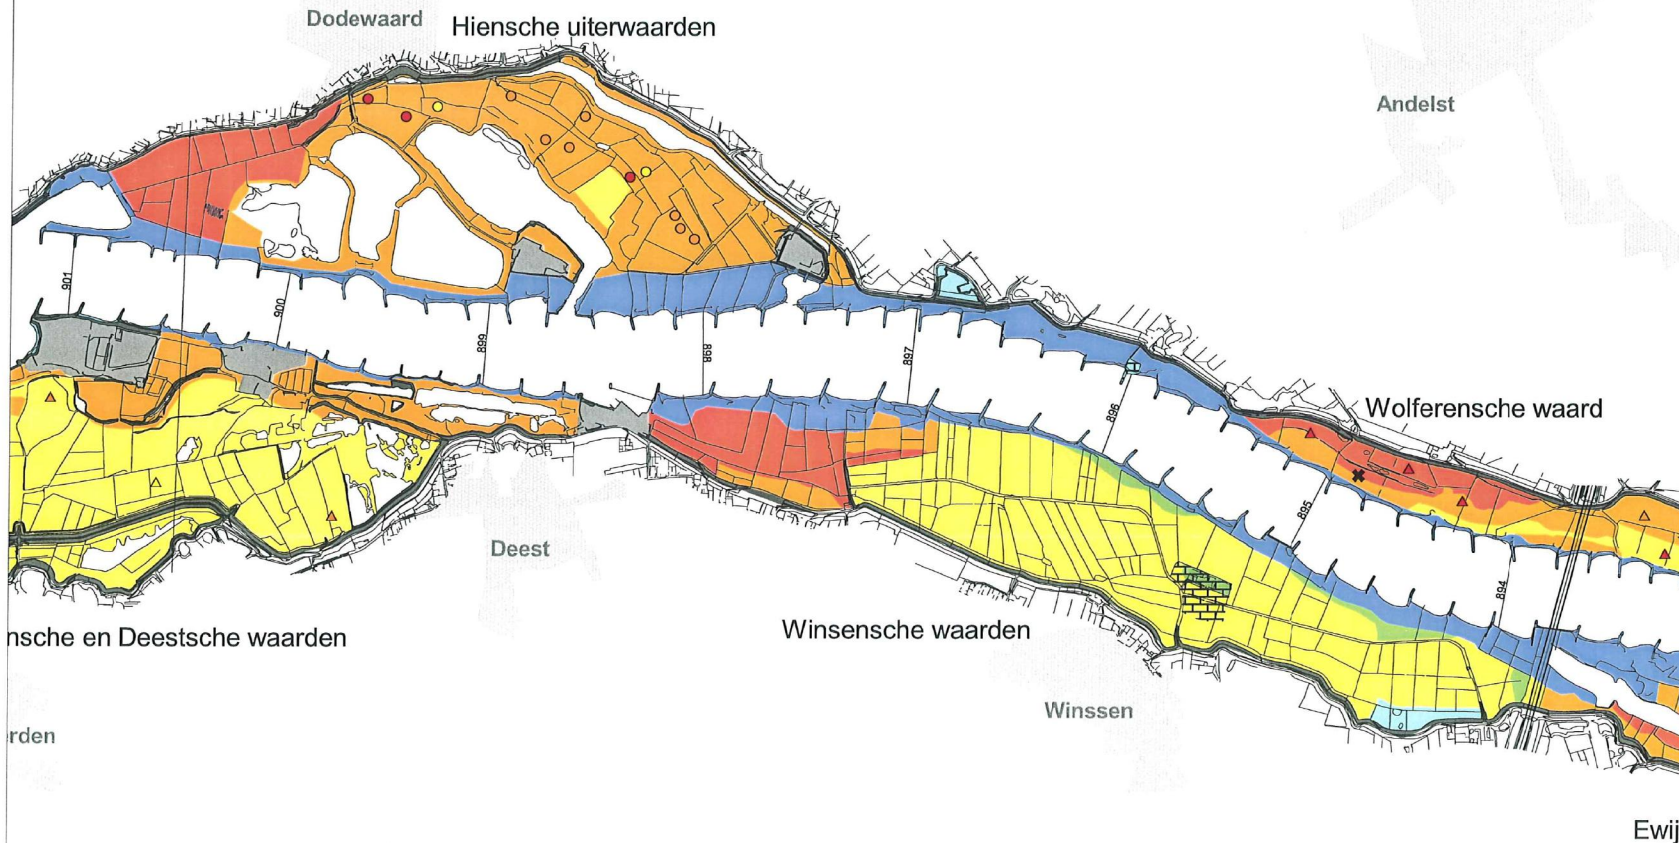 Dodewaard
Hiensche uiterwaarden
Andelst
901
900
899
898
897
896
Wolferensche waard
895
894
Deest
nsche en Deestsche waarden
Winsensche waarden
Winssen
rden
Ewij